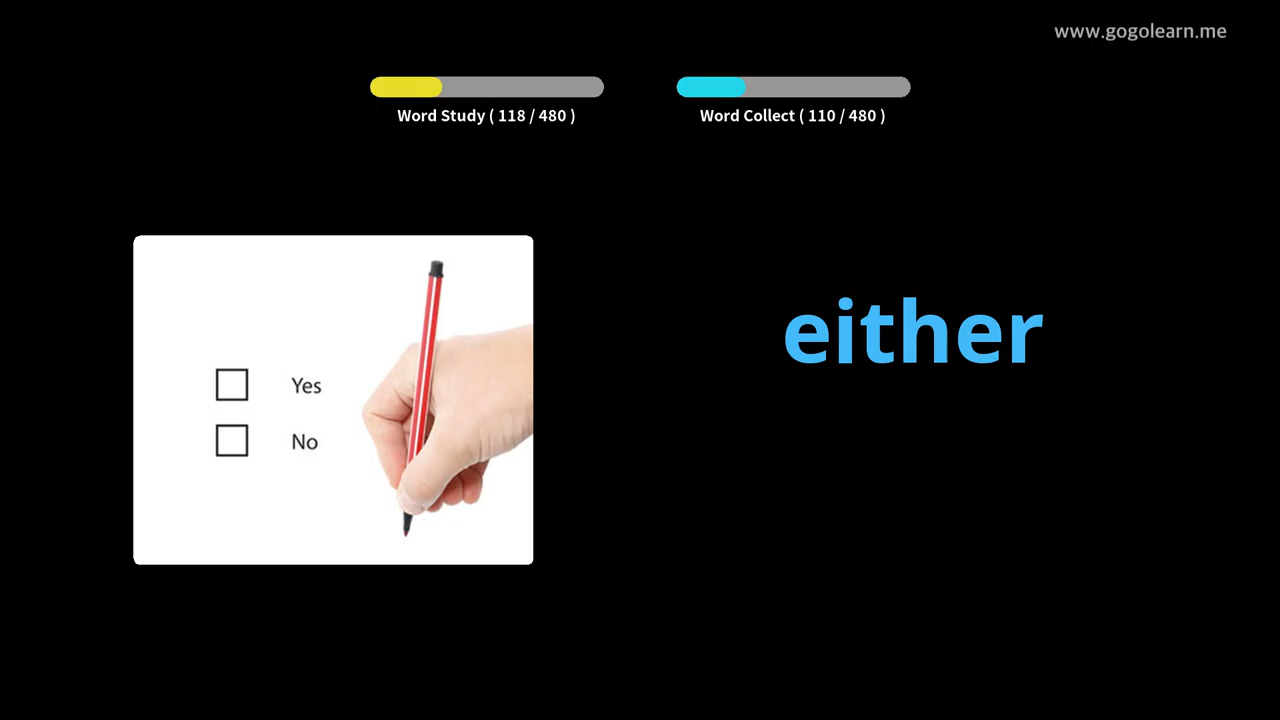 www.gogolearn.me
Word Study ( 118 / 480 )
Word Collect ( 110 / 480 )
Yes
No
either